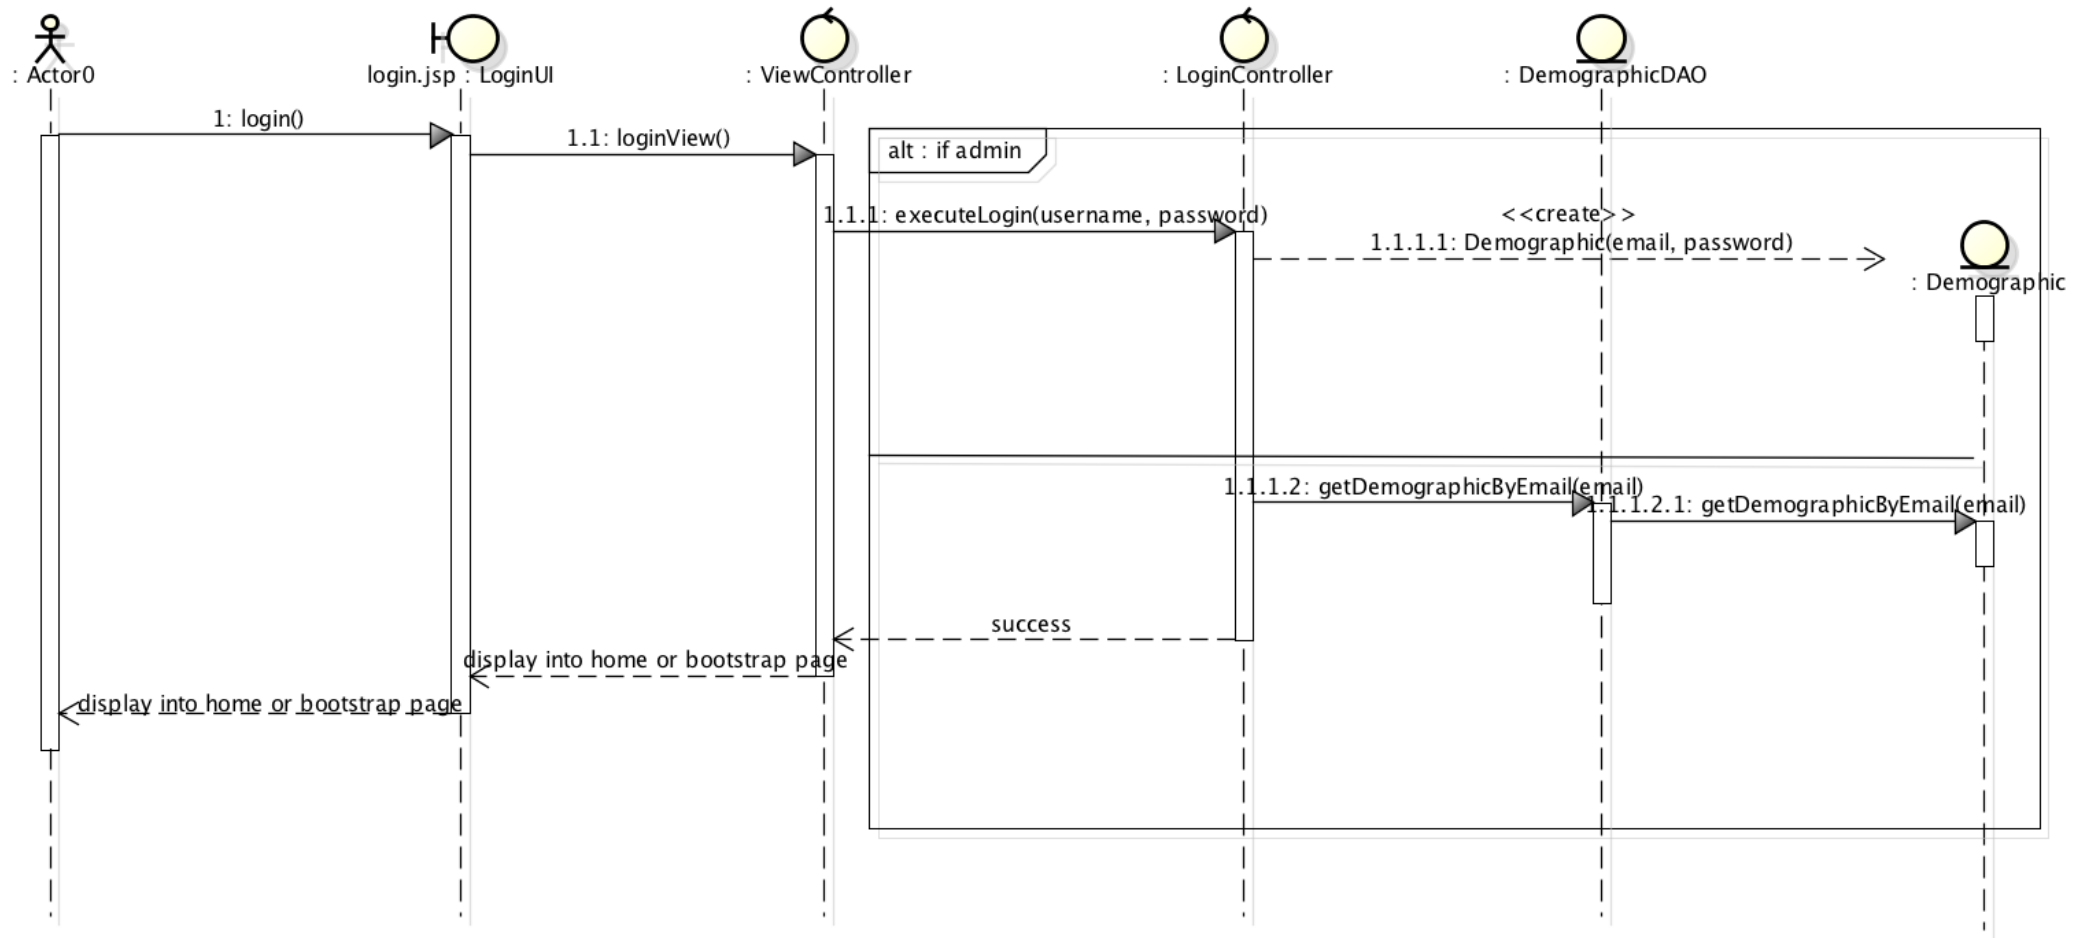 : Actor0
login.jsp : LoginUI
: ViewController
: LoginController
: DemographicDAO
1: login()
1.1: loginView()
alt : if admin
1.1.1: executeLogin(username, password)
<<create>>
1.1.1.1: Demographic(email, password)
: Demographic
1.1.1.2: getDemographicByEmail(email)
1.1.1.2.1: getDemographicByEmail(email)
success
display into home or bootstrap page
display into home or bootstrap page